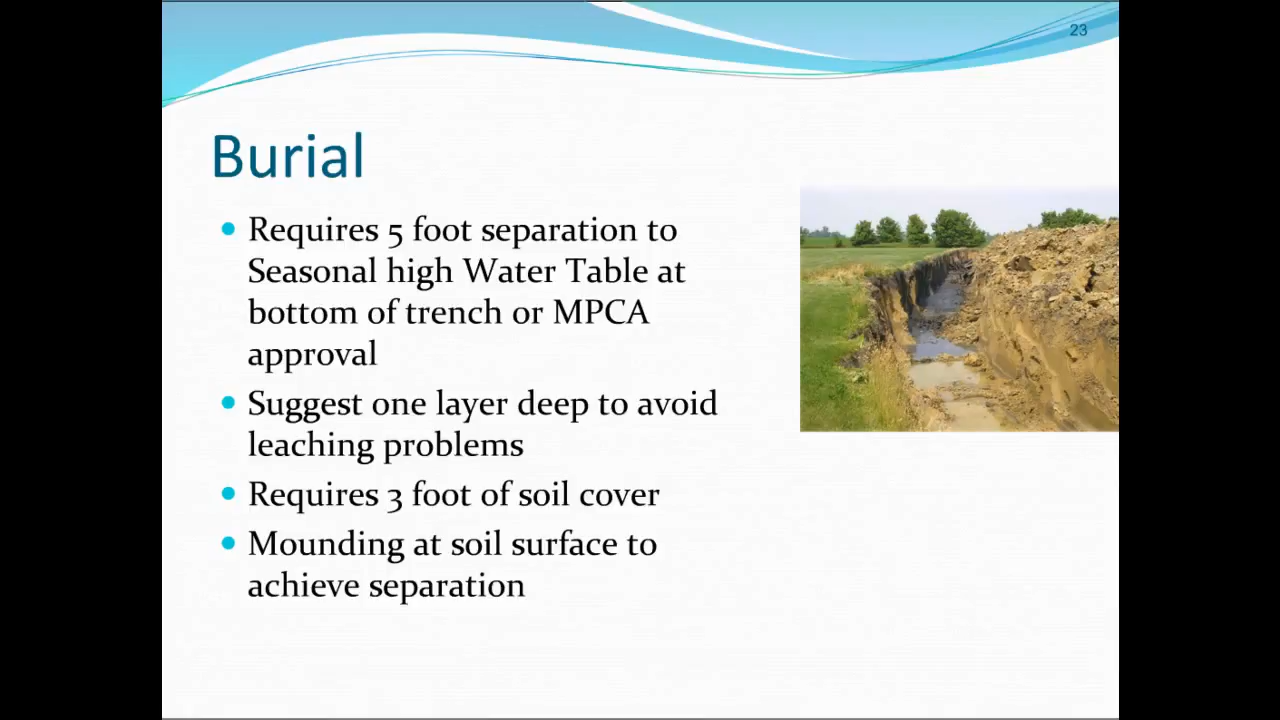 23
Burial
• Requires 5 foot separation to
Seasonal high Water Table at
bottom of trench or MPCA
approval
• Suggest one layer deep to avoid
leaching problems
• Requires 3 foot of soil cover
• Mounding at soil surface to
achieve separation